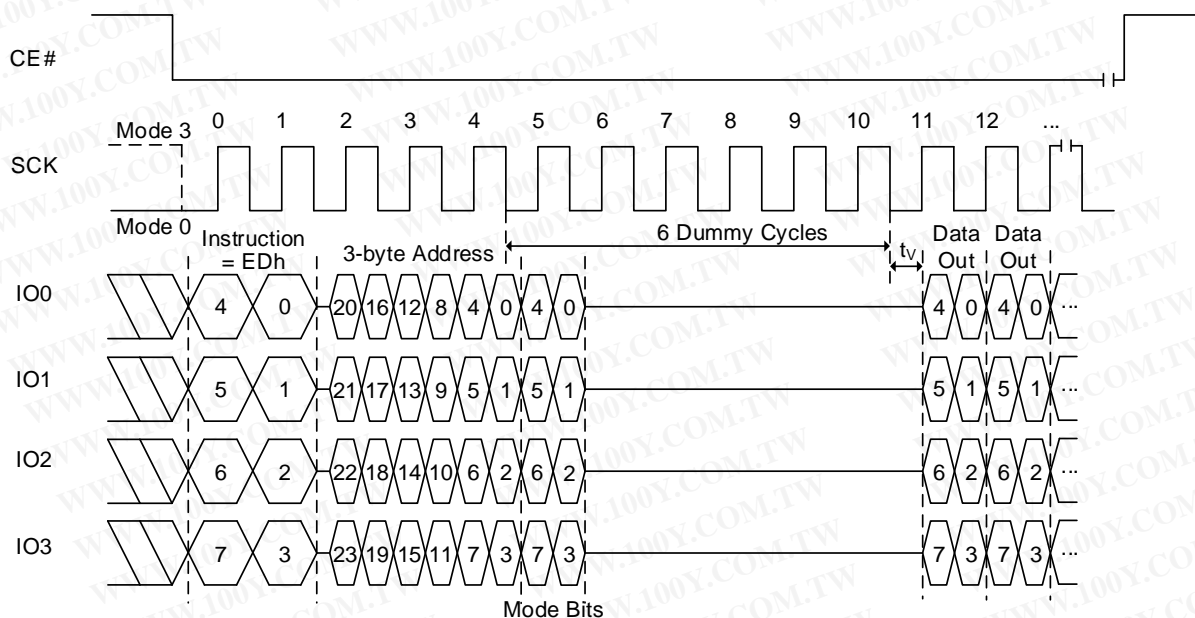 CE#
0 1 2 3 4 5 6 7 8 9 10 11 12 ...
Mode 3
SCK
Mode 0
Instruction
= EDh
3-byte Address
6 Dummy Cycles
tV
Data
Out
Data
Out
IO0
4 0 20 16 12 8 4 0 4 0 4 0 4 0 ...
IO1
5 1 21 17 13 9 5 1 5 1 5 1 5 1 ...
IO2
6 2 22 18 14 10 6 2 6 2 6 2 6 2 ...
IO3
7 3 23 19 15 11 7 3 7 3 7 3 7 3 ...
Mode Bits
WWW.100Y.COM.TW